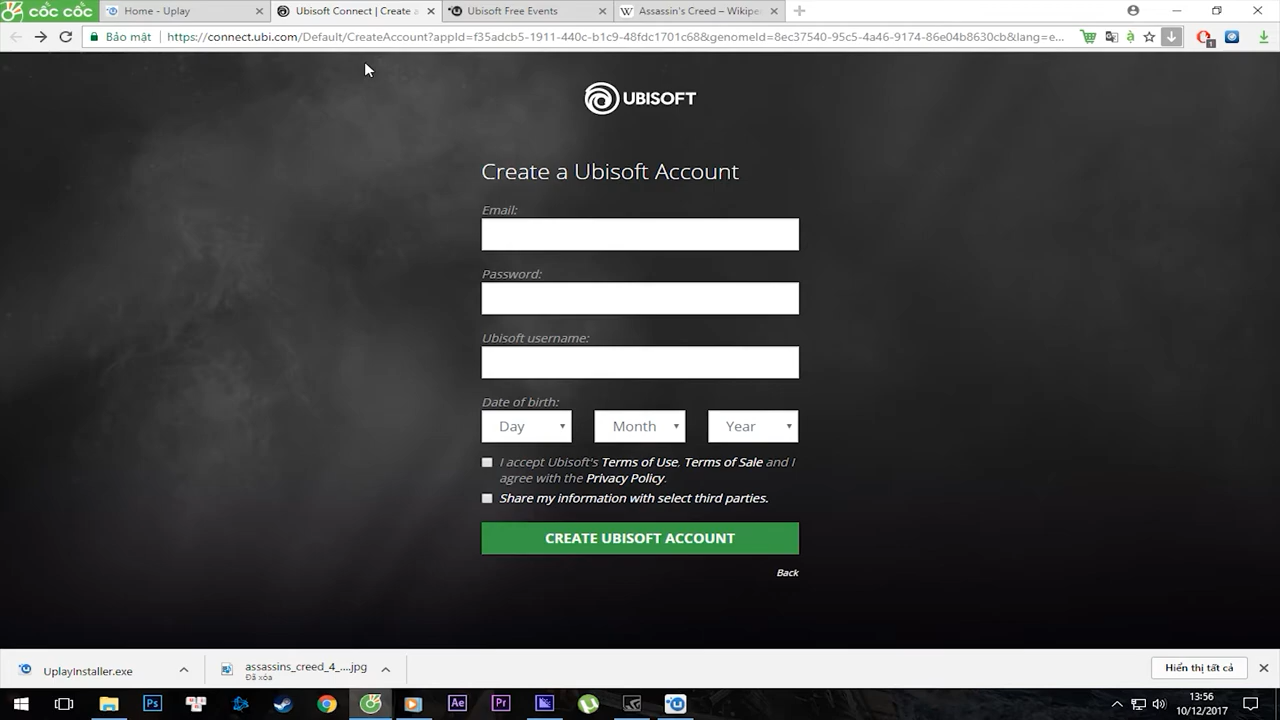 cốc cốc
Home - Uplay
Ubisoft Connect | Create a
Ubisoft Free Events
Assassin's Creed – Wikipe
Bảo mật
https://connect.ubi.com/Default/CreateAccount?appId=f35adcb5-1911-440c-b1c9-48fdc1701c68&genomeId=8ec37540-95c5-4a46-9174-86e04b8630cb&lang=e...
1
UBISOFT
Create a Ubisoft Account
Email:
Password:
Ubisoft username:
Date of birth:
Day Month Year
I accept Ubisoft's Terms of Use, Terms of Sale and I
agree with the Privacy Policy.
Share my information with select third parties.
CREATE UBISOFT ACCOUNT
Back
UplayInstaller.exe
assassins_creed_4_....jpg
Đã xóa
Hiển thị tất cả
Ps
Ae
Pr
13:56
10/12/2017